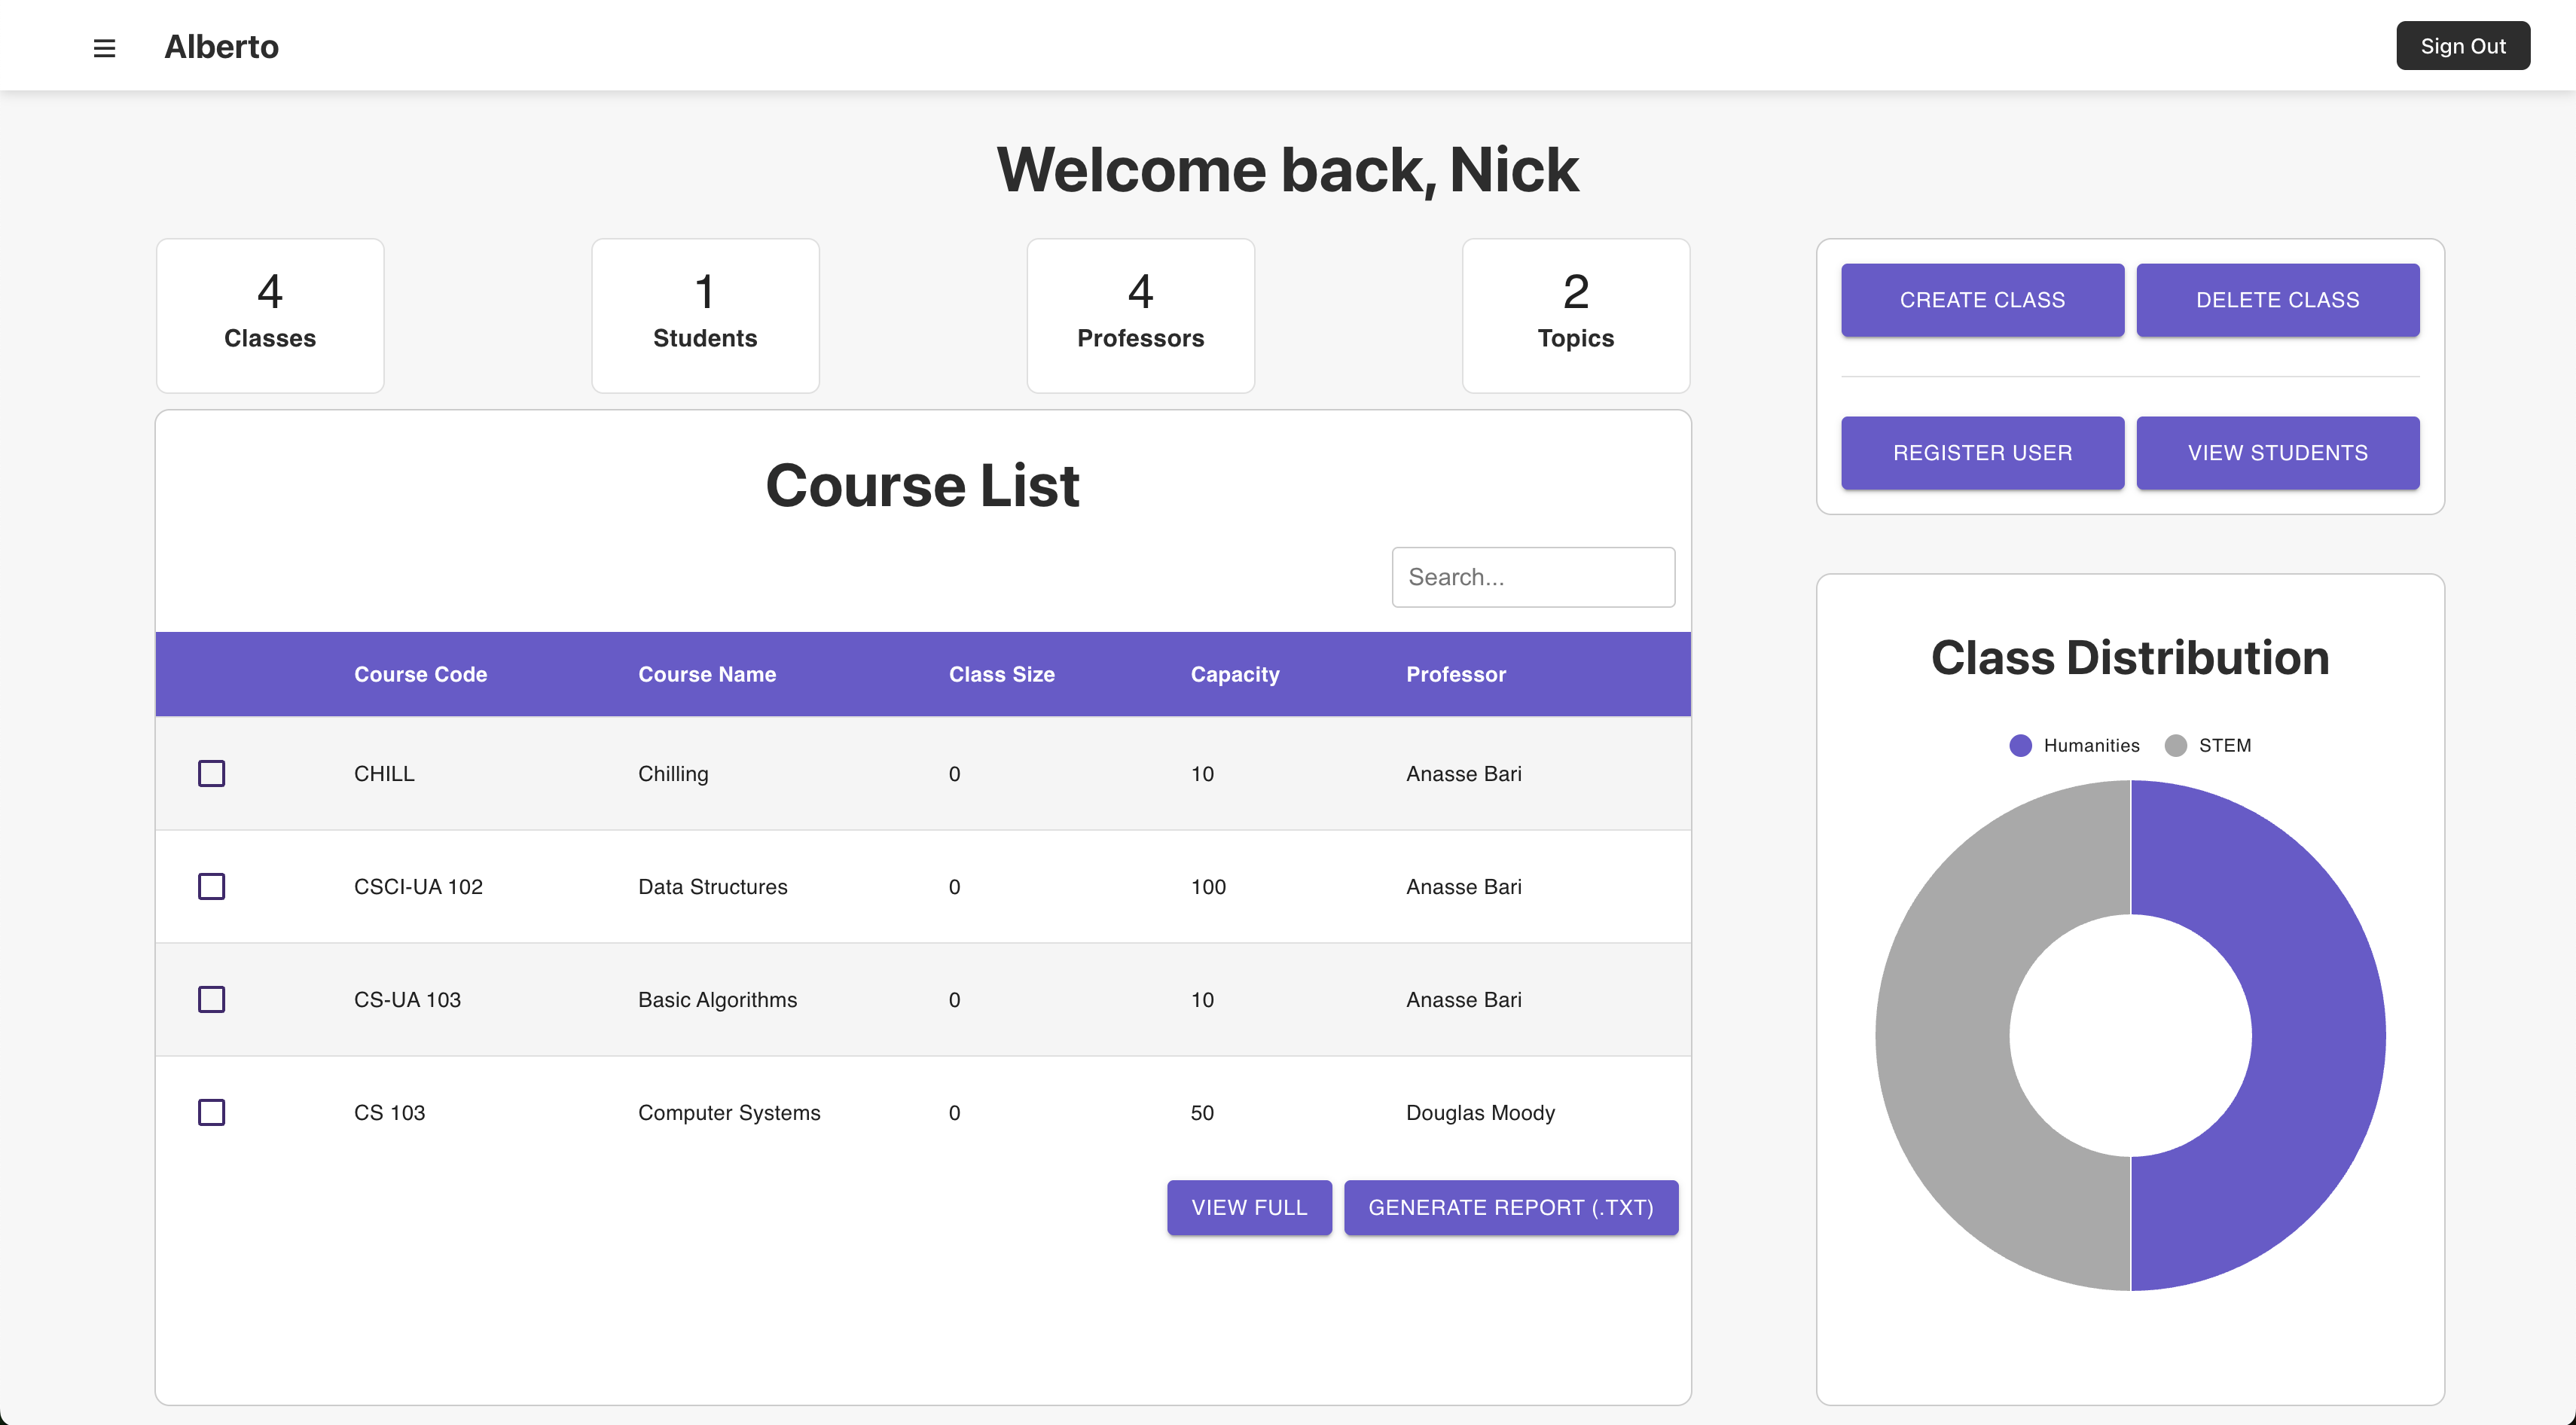 Alberto
Sign Out
Welcome back, Nick
4
Classes
1
Students
4
Professors
2
Topics
CREATE CLASS DELETE CLASS
REGISTER USER VIEW STUDENTS
Course List
Search...
Course Code Course Name Class Size Capacity Professor
CHILL Chilling 0 10 Anasse Bari
CSCI-UA 102 Data Structures 0 100 Anasse Bari
CS-UA 103 Basic Algorithms 0 10 Anasse Bari
CS 103 Computer Systems 0 50 Douglas Moody
VIEW FULL GENERATE REPORT (.TXT)
Class Distribution
Humanities STEM